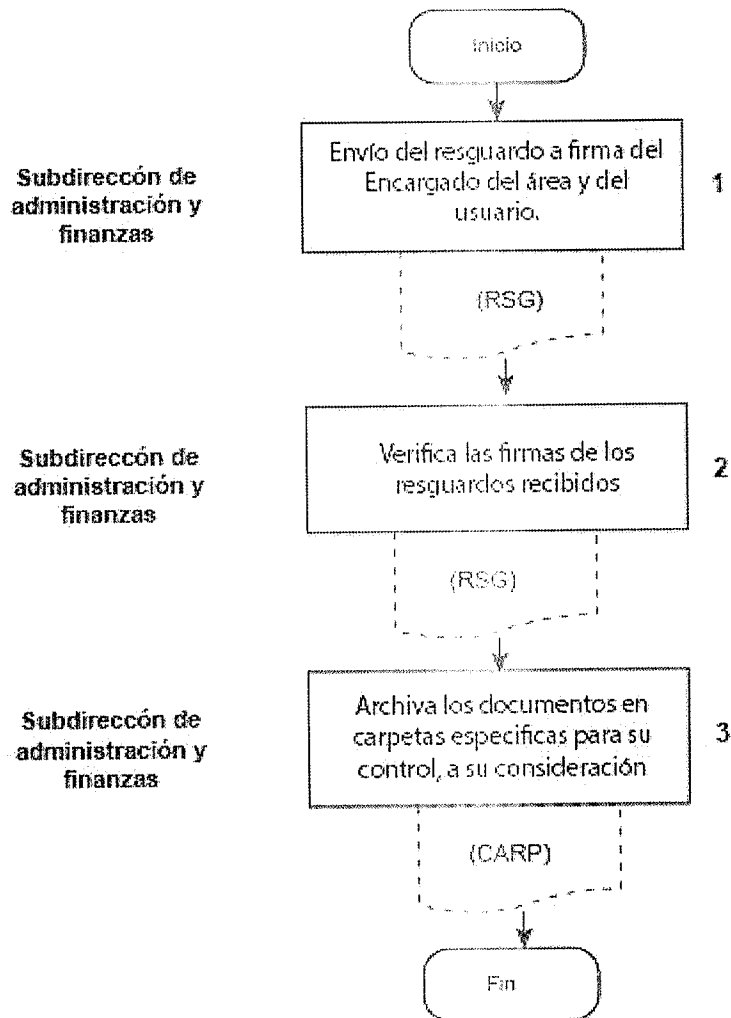 Inicio
Envío del resguardo a firma del
Encargado del área y del
usuario.
Subdireccón de
administración y
finanzas
1
(RSG)
Verifica las firmas de los
resguardos recibidos
Subdireccón de
administración y
finanzas
2
(RSG)
Archiva los documentos en
carpetas especificas para su
control, a su consideración
Subdireccón de
administración y
finanzas
3
(CARP)
Fin